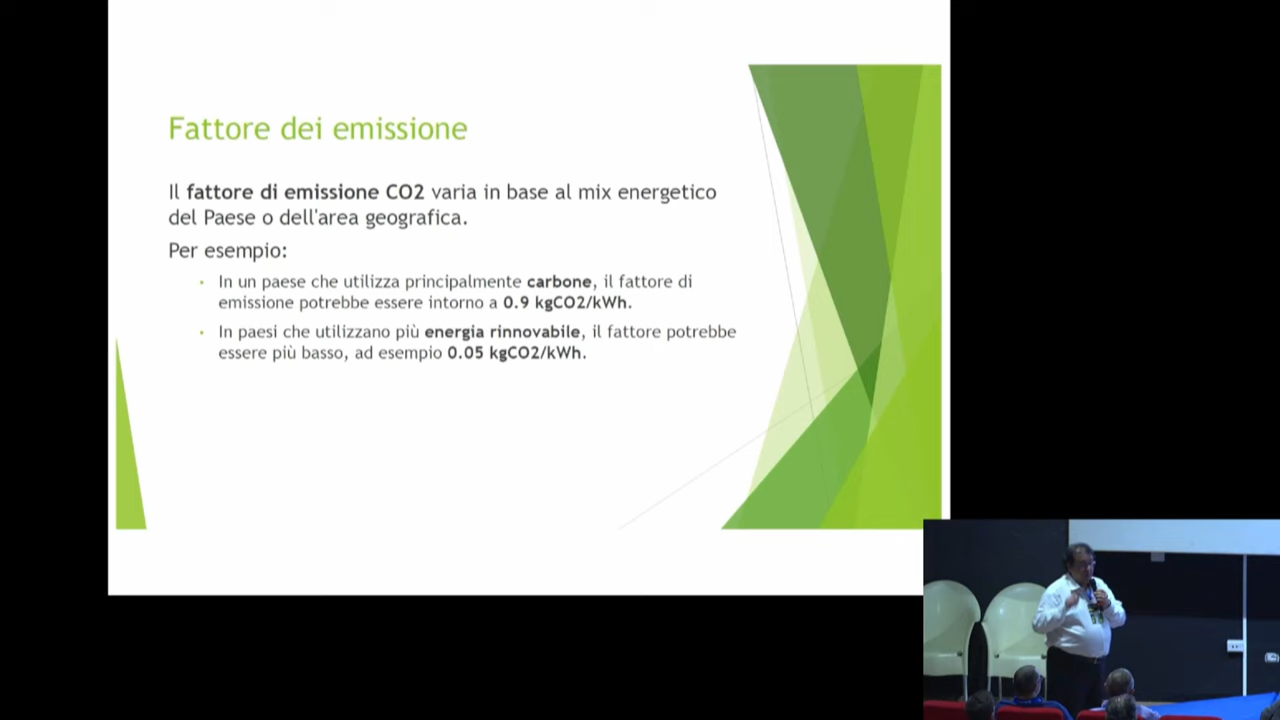 Fattore dei emissione
Il fattore di emissione CO2 varia in base al mix energetico
del Paese o dell'area geografica.
Per esempio:
In un paese che utilizza principalmente carbone, il fattore di
emissione potrebbe essere intorno a 0.9 kgCO2/kWh.
In paesi che utilizzano più energia rinnovabile, il fattore potrebbe
essere più basso, ad esempio 0.05 kgCO2/kWh.